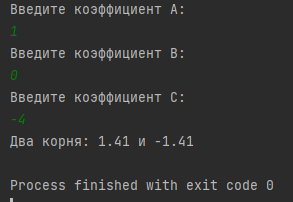 Введите коэффициент A:
1
Введите коэффициент B:
0
Введите коэффициент C:
-4
Два корня: 1.41 и -1.41
Process finished with exit code 0